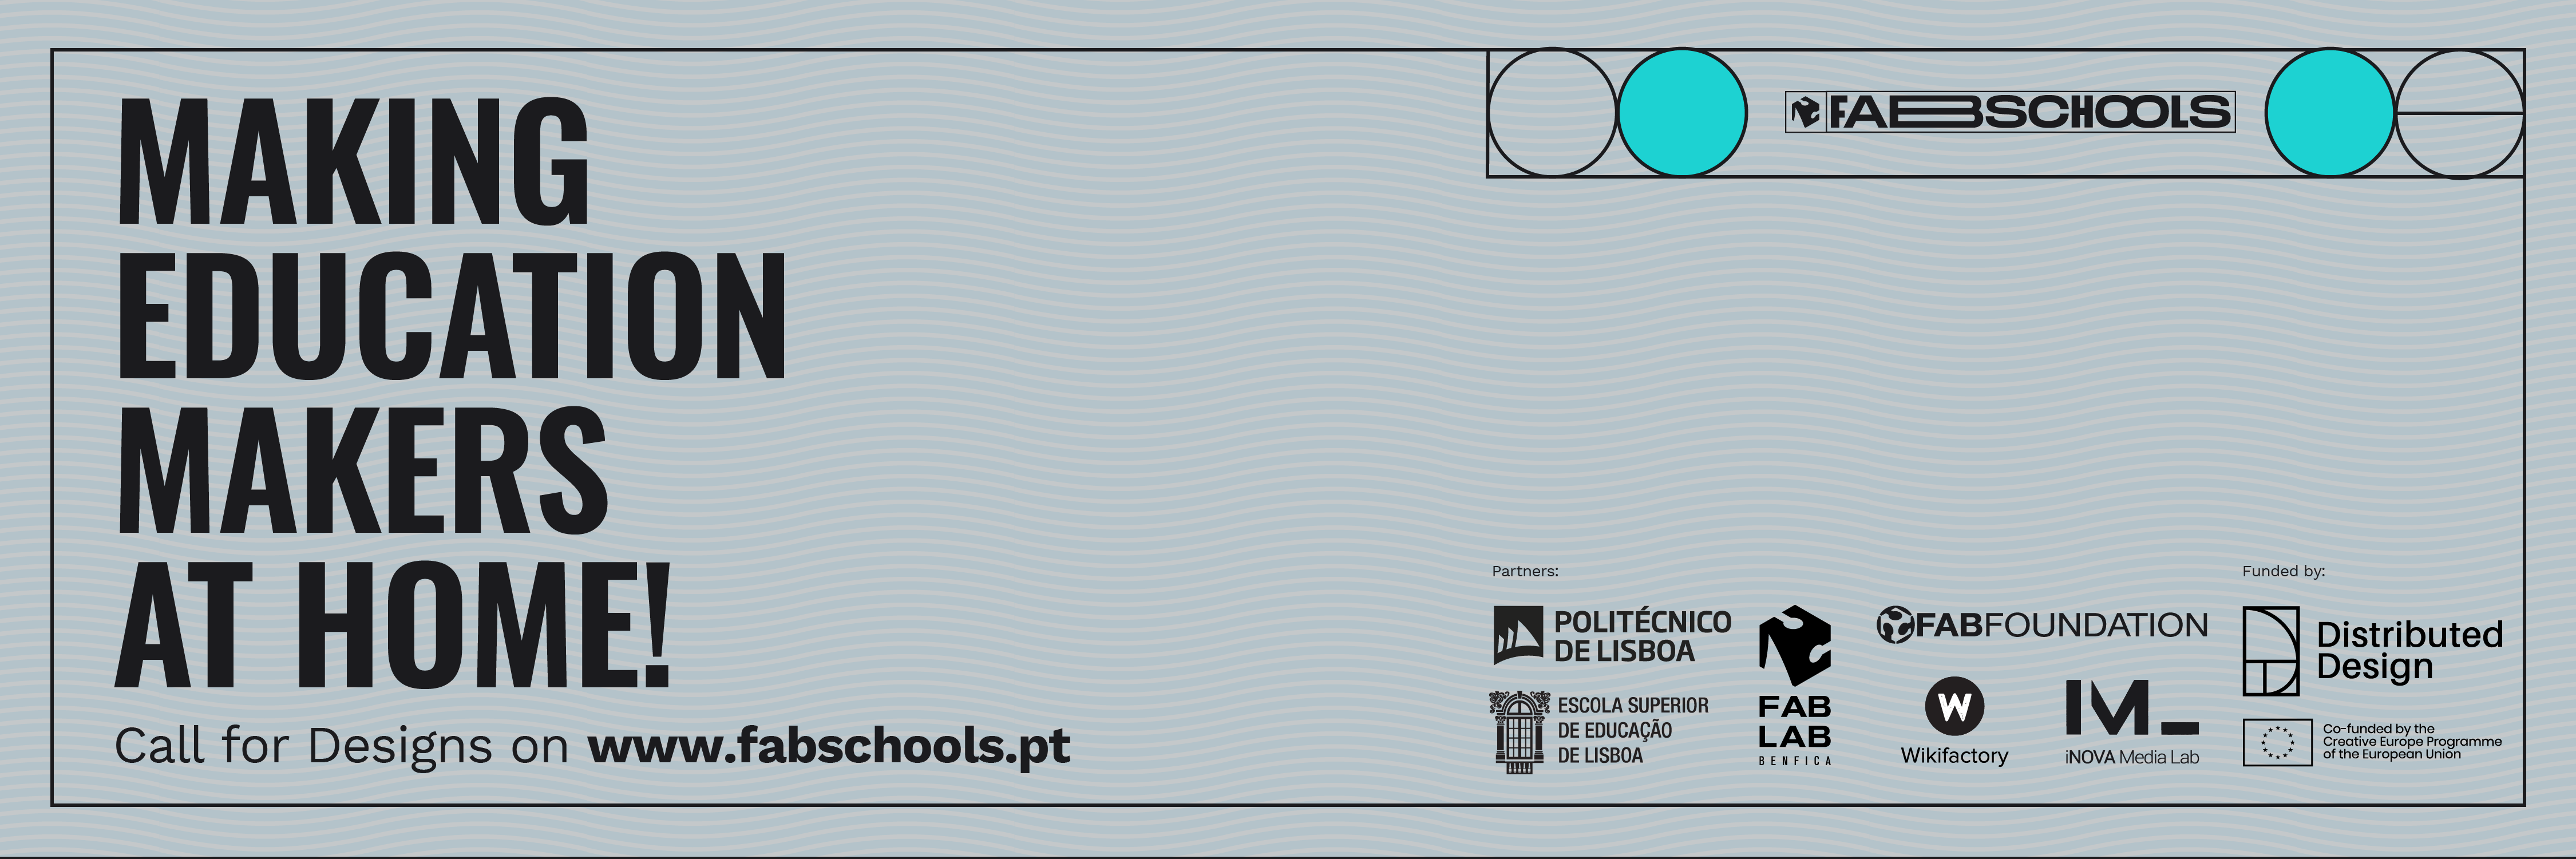 MAKING
EDUCATION
MAKERS
AT HOME!
Call for Designs on www.fabschools.pt
FABSCHOOLS
Partners:
POLITÉCNICO
DE LISBOA
ESCOLA SUPERIOR
DE EDUCAÇÃO
DE LISBOA
FAB
LAB
BENFICA
FABFOUNDATION
W
Wikifactory
IM_
iNOVA Media Lab
Funded by:
Distributed
Design
Co-funded by the
Creative Europe Programme
of the European Union